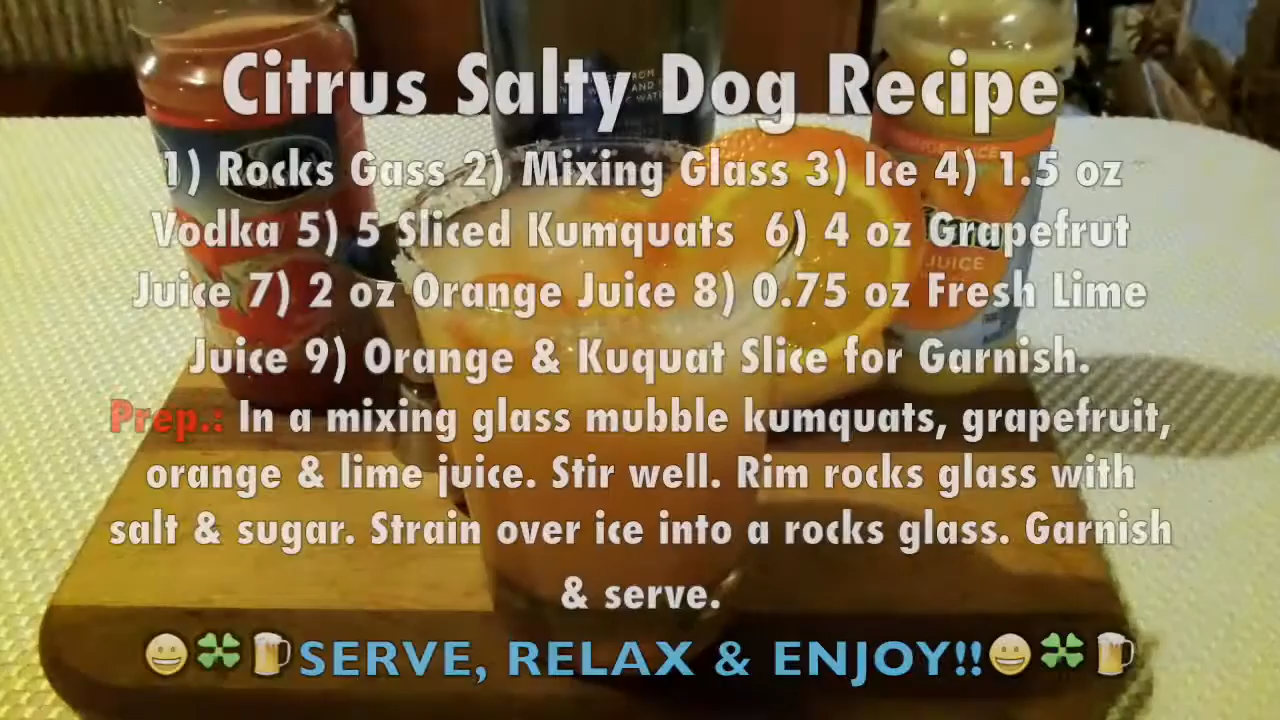 Citrus Salty Dog Recipe
1) Rocks Gass 2) Mixing Glass 3) Ice 4) 1.5 oz
Vodka 5) 5 Sliced Kumquats 6) 4 oz Grapefrut
Juice 7) 2 oz Orange Juice 8) 0.75 oz Fresh Lime
Juice 9) Orange & Kuquat Slice for Garnish.
Prep.: In a mixing glass mubble kumquats, grapefruit,
orange & lime juice. Stir well. Rim rocks glass with
salt & sugar. Strain over ice into a rocks glass. Garnish
& serve.
😀🍀🍺SERVE, RELAX & ENJOY!!😀🍀🍺
JUICE